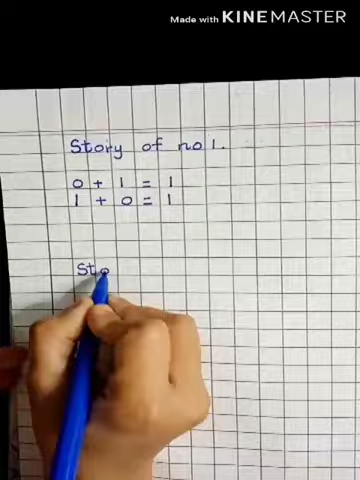 Made with KINEMASTER
Story of no 1.
0 + 1 = 1
1 + 0 = 1
Sto